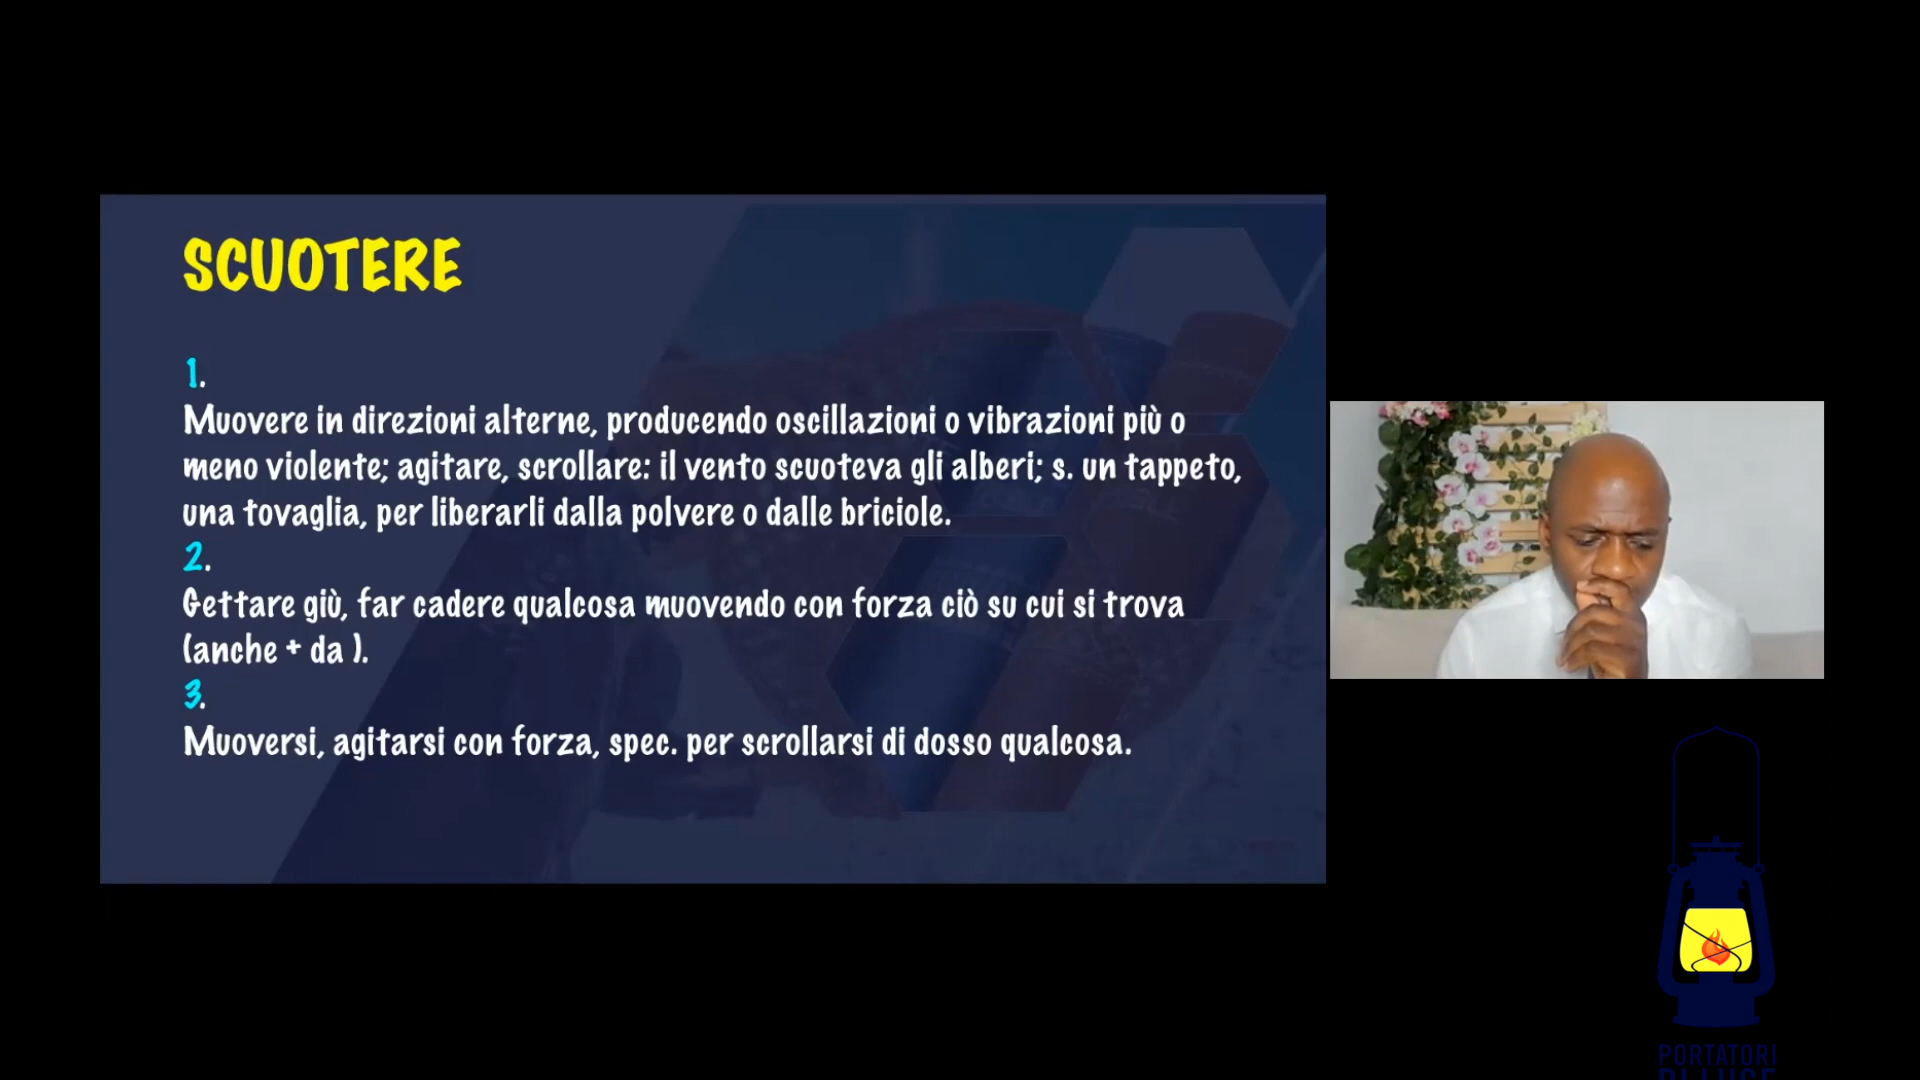 SCUOTERE
1.
Muovere in direzioni alterne, producendo oscillazioni o vibrazioni più o
meno violente; agitare, scrollare: il vento scuoteva gli alberi; s. un tappeto,
una tovaglia, per liberarli dalla polvere o dalle briciole.
2.
Gettare giù, far cadere qualcosa muovendo con forza ciò su cui si trova
(anche + da ).
3.
Muoversi, agitarsi con forza, spec. per scrollarsi di dosso qualcosa.
PORTATORI
DI LUCE